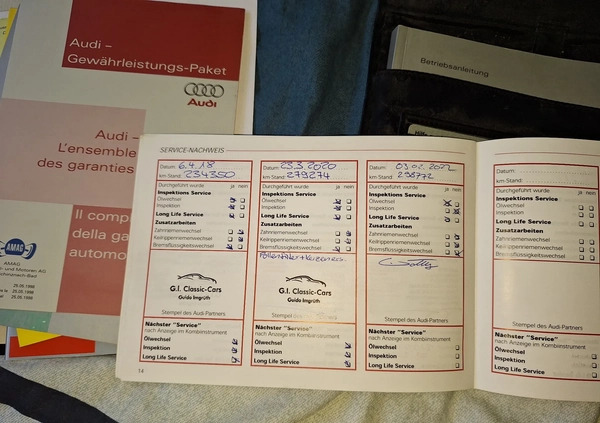 Audi –
Gewährleistungs-Paket
Audi
Audi –
L'ensemble
des garanties
Il comp
della ga
automo
AMAG
AMAG
25.09.1998
Betriebsanleitung
SERVICE-NACHWEIS
Datum: 6.4.18
km-Stand: 234350
Durchgeführt wurde ja nein
Inspektions Service
Ölwechsel
Inspektion
Long Life Service
Zusatzarbeiten
Zahnriemenwechsel
Keilrippenriemenwechsel
Bremsflüssigkeitswechsel
G.I. Classic-Cars
Guido Imgrüth
Stempel des Audi-Partners
Nächster "Service"
nach Anzeige im Kombiinstrument
Ölwechsel
Inspektion
Long Life Service
14
Datum: 23.3.2020
km-Stand: 279274
Durchgeführt wurde ja nein
Inspektions Service
Ölwechsel
Inspektion
Long Life Service
Zusatzarbeiten
Zahnriemenwechsel
Keilrippenriemenwechsel
Bremsflüssigkeitswechsel
G.I. Classic-Cars
Guido Imgrüth
Stempel des Audi-Partners
Nächster "Service"
nach Anzeige im Kombiinstrument
Ölwechsel
Inspektion
Long Life Service
Datum: 03.02.2022
km-Stand: 298772
Durchgeführt wurde ja nein
Inspektions Service
Ölwechsel
Inspektion
Long Life Service
Zusatzarbeiten
Zahnriemenwechsel
Keilrippenriemenwechsel
Bremsflüssigkeitswechsel
Stempel des Audi-Partners
Nächster "Service"
nach Anzeige im Kombiinstrument
Ölwechsel
Inspektion
Long Life Service
Datum:
km-Stand:
Durchgeführt wurde
Inspektions Service
Ölwechsel
Inspektion
Long Life Service
Zusatzarbeiten
Zahnriemenwechsel
Keilrippenriemenwechsel
Bremsflüssigkeitswechsel
Stempel des Au
Nächster "Service"
nach Anzeige im Kombi
Ölwechsel
Inspektion
Long Life Service